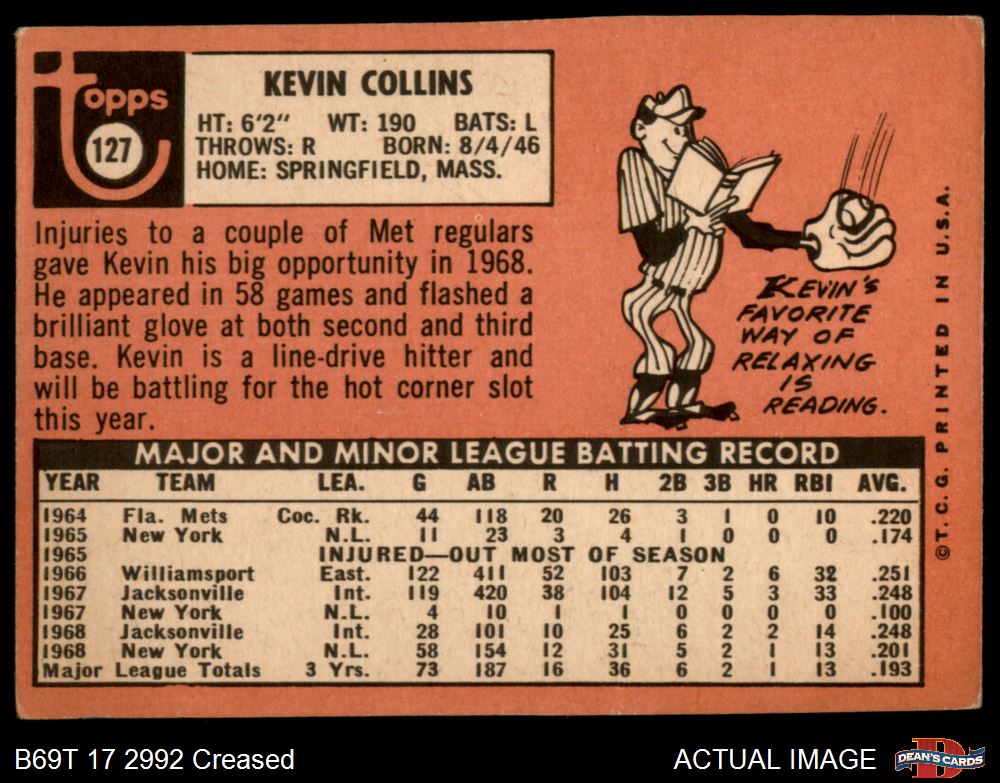 Topps
127
KEVIN COLLINS
HT: 6'2" WT: 190 BATS: L
THROWS: R BORN: 8/4/46
HOME: SPRINGFIELD, MASS.
Injuries to a couple of Met regulars
gave Kevin his big opportunity in 1968.
He appeared in 58 games and flashed a
brilliant glove at both second and third
base. Kevin is a line-drive hitter and
will be battling for the hot corner slot
this year.
KEVIN'S
FAVORITE
WAY OF
RELAXING
IS
READING.
©T.C.G. PRINTED IN U.S.A.
MAJOR AND MINOR LEAGUE BATTING RECORD
YEAR TEAM LEA. G AB R H 2B 3B HR RBI AVG.
1964 Fla. Mets Coc. Rk. 44 118 20 26 3 1 0 10 .220
1965 New York N.L. 11 23 3 4 1 0 0 0 .174
1965 INJURED—OUT MOST OF SEASON
1966 Williamsport East. 122 411 52 103 7 2 6 32 .251
1967 Jacksonville Int. 119 420 38 104 12 5 3 33 .248
1967 New York N.L. 4 10 1 1 0 0 0 0 .100
1968 Jacksonville Int. 28 101 10 25 6 2 2 14 .248
1968 New York N.L. 58 154 12 31 5 2 1 13 .201
Major League Totals 3 Yrs. 73 187 16 36 6 2 1 13 .193
B69T 17 2992 Creased
ACTUAL IMAGE
D
DEAN'S CARDS